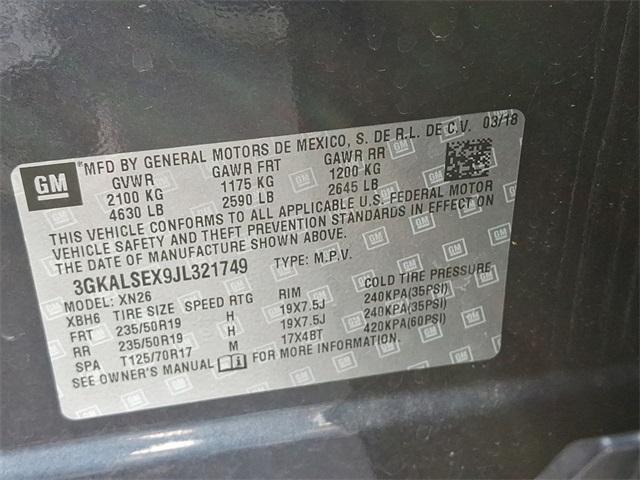 GM
MFD BY GENERAL MOTORS DE MEXICO, S. DE R.L. DE C.V. 03/18
GVWR GAWR FRT GAWR RR
2100 KG 1175 KG 1200 KG
4630 LB 2590 LB 2645 LB
THIS VEHICLE CONFORMS TO ALL APPLICABLE U.S. FEDERAL MOTOR
VEHICLE SAFETY AND THEFT PREVENTION STANDARDS IN EFFECT ON
THE DATE OF MANUFACTURE SHOWN ABOVE.
3GKALSEX9JL321749 TYPE: M.P.V.
MODEL: XN26
XBH6 TIRE SIZE SPEED RTG RIM COLD TIRE PRESSURE
FRT 235/50R19 H 19X7.5J 240KPA(35PSI)
RR 235/50R19 H 19X7.5J 240KPA(35PSI)
SPA T125/70R17 M 17X4BT 420KPA(60PSI)
SEE OWNER'S MANUAL FOR MORE INFORMATION.